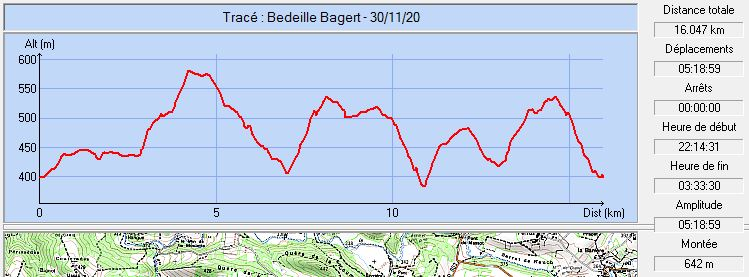 Tracé : Bedeille Bagert - 30/11/20
Alt (m)
600
550
500
450
400
0
5
10
Dist (km)
Distance totale
16.047 km
Déplacements
05:18:59
Arrêts
00:00:00
Heure de début
22:14:31
Heure de fin
03:33:30
Amplitude
05:18:59
Montée
642 m